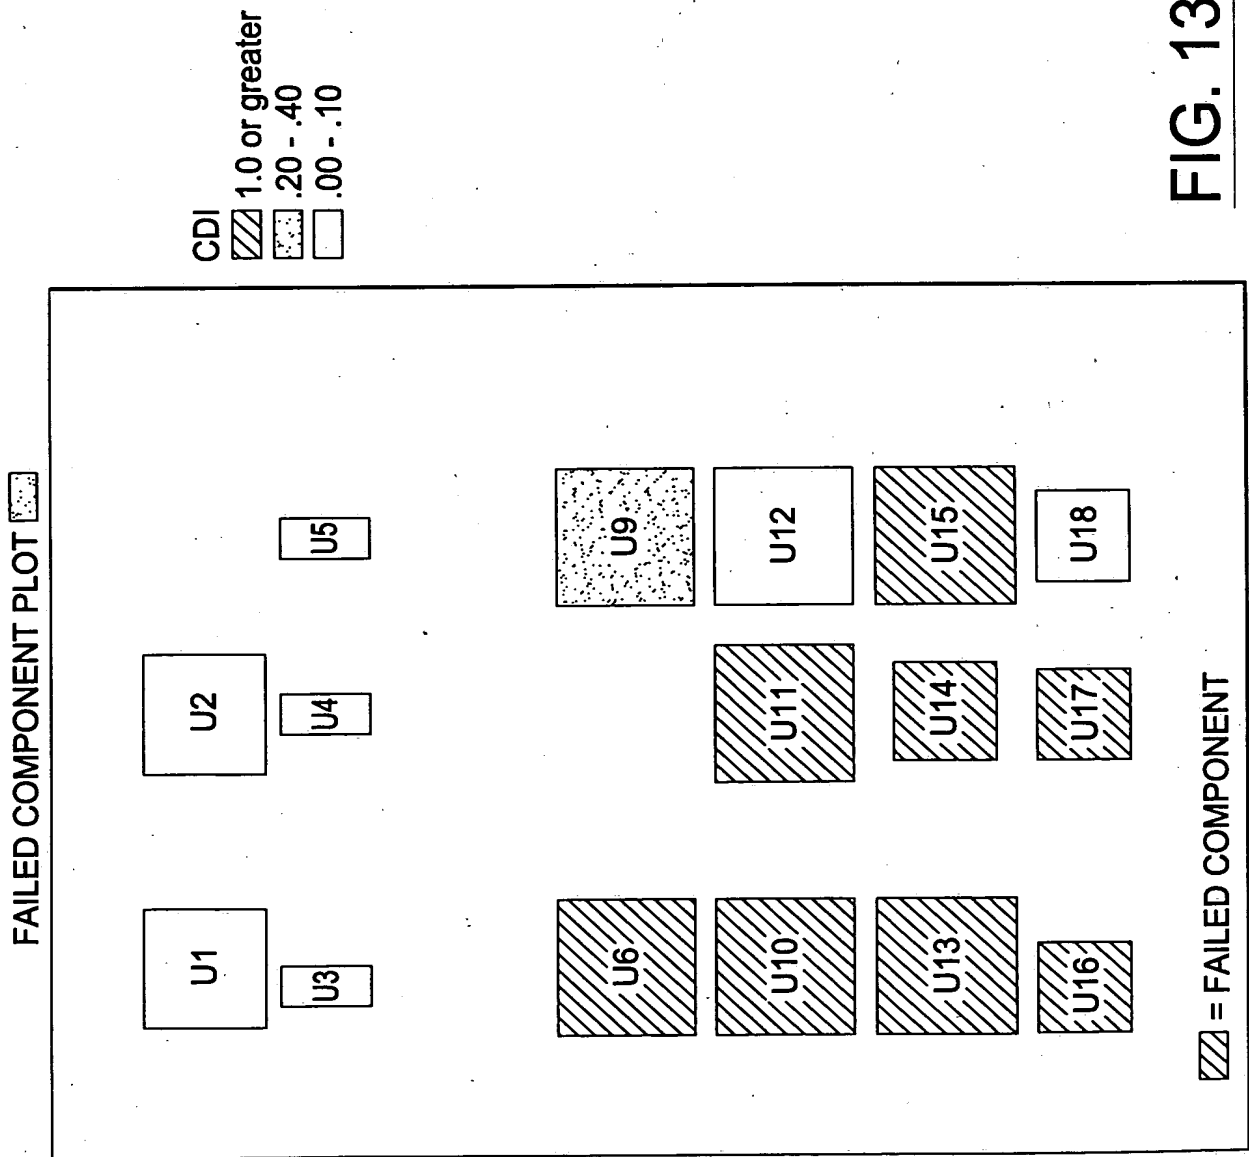 FAILED COMPONENT PLOT
CDI
1.0 or greater
.20 - .40
.00 - .10
U1
U2
U3
U4
U5
U6
U9
U10
U11
U12
U13
U14
U15
U16
U17
U18
= FAILED COMPONENT
FIG. 13